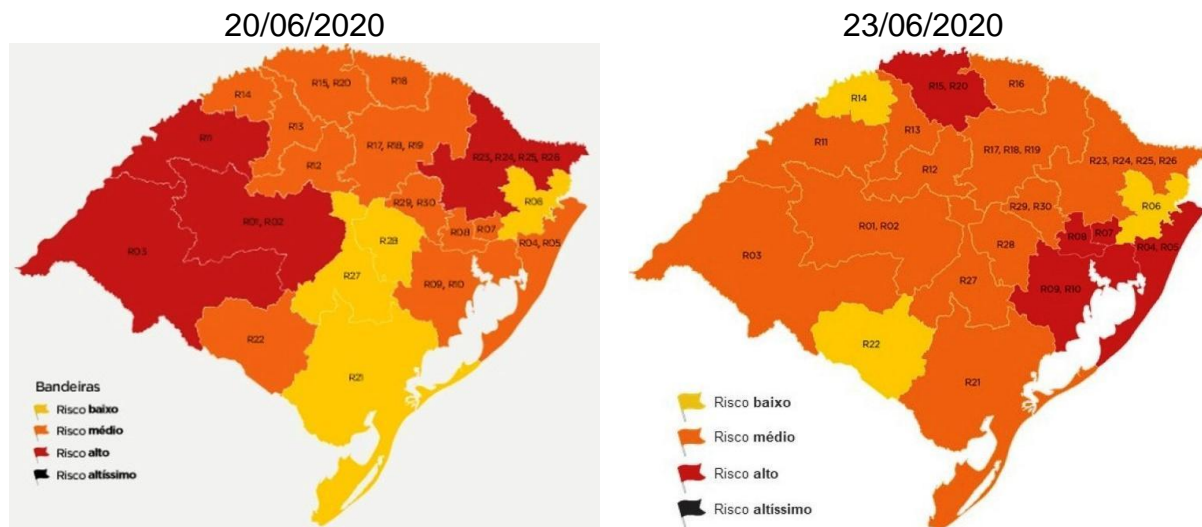 20/06/2020
R15, R20
R18
R14
R11
R13
R17, R18, R19
R12
R23, R24, R25, R26
R29, R30
R08
R01, R02
R28
R08
R07
R04, R05
R03
R27
R09, R10
R22
R21
Bandeiras
Risco baixo
Risco médio
Risco alto
Risco altíssimo
23/06/2020
R15, R20
R16
R14
R11
R13
R17, R18, R19
R12
R23, R24, R25, R26
R29, R30
R06
R01, R02
R28
R08
R07
R04, R05
R03
R27
R09, R10
R22
R21
Risco baixo
Risco médio
Risco alto
Risco altíssimo